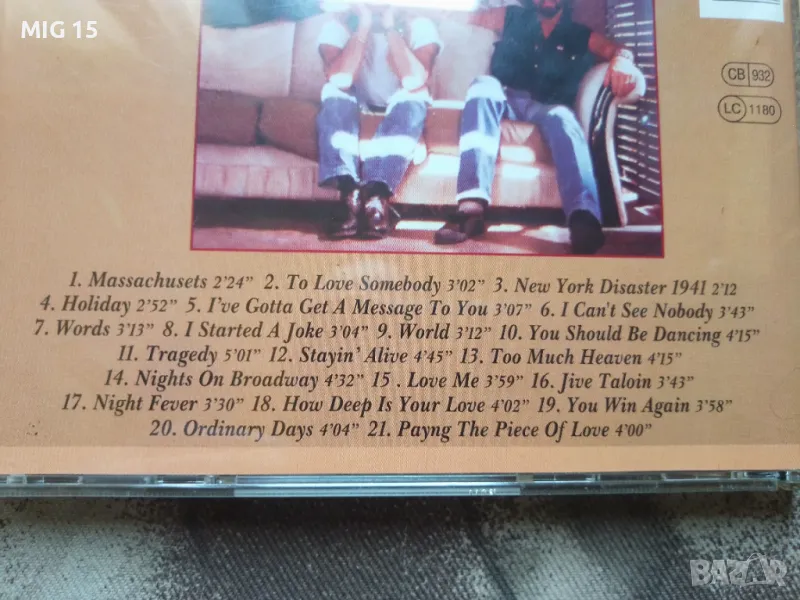 MIG 15
CB 932
LC 1180
1. Massachusets 2'24" 2. To Love Somebody 3'02" 3. New York Disaster 1941 2'12
4. Holiday 2'52" 5. I've Gotta Get A Message To You 3'07" 6. I Can't See Nobody 3'43"
7. Words 3'13" 8. I Started A Joke 3'04" 9. World 3'12" 10. You Should Be Dancing 4'15"
11. Tragedy 5'01" 12. Stayin' Alive 4'45" 13. Too Much Heaven 4'15"
14. Nights On Broadway 4'32" 15 . Love Me 3'59" 16. Jive Taloin 3'43"
17. Night Fever 3'30" 18. How Deep Is Your Love 4'02" 19. You Win Again 3'58"
20. Ordinary Days 4'04" 21. Payng The Piece Of Love 4'00"
BAZAR